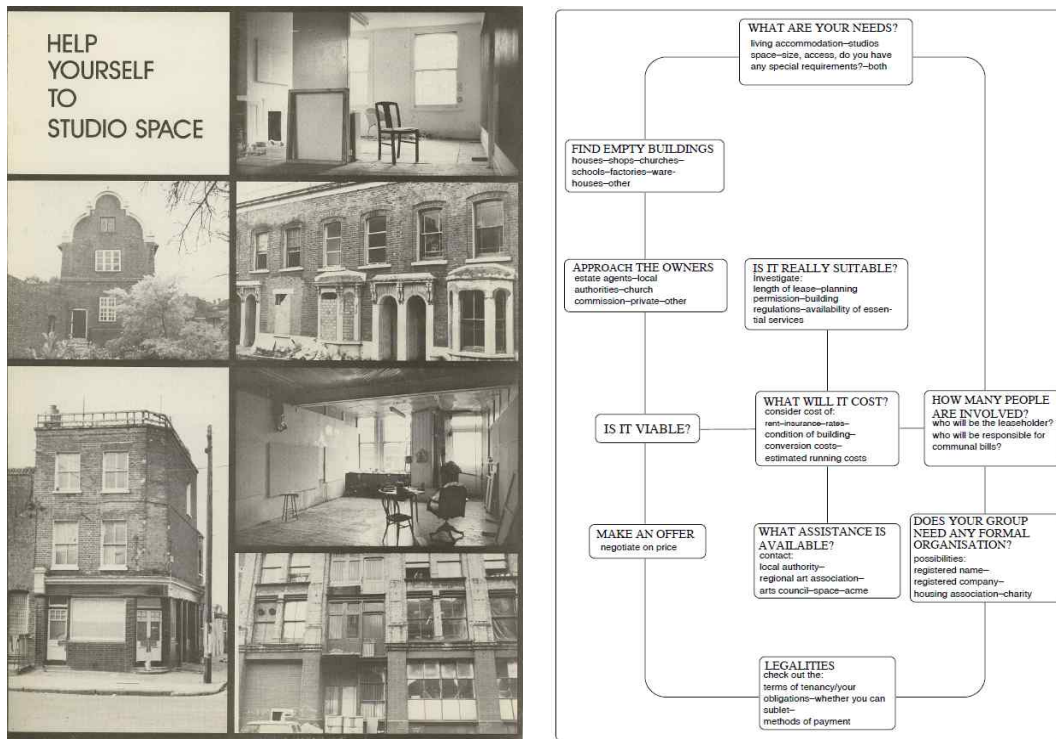 HELP
YOURSELF
TO
STUDIO SPACE
WHAT ARE YOUR NEEDS?
living accommodation–studios
space–size, access, do you have
any special requirements?–both
FIND EMPTY BUILDINGS
houses–shops–churches–
schools–factories–ware-
houses–other
APPROACH THE OWNERS
estate agents–local
authorities–church
commission–private–other
IS IT REALLY SUITABLE?
Investigate:
length of lease–planning
permission–building
regulations–availability of essen-
tial services
IS IT VIABLE?
WHAT WILL IT COST?
consider cost of:
rent–insurance–rates–
condition of building–
conversion costs–
estimated running costs
HOW MANY PEOPLE
ARE INVOLVED?
who will be the leaseholder?
who will be responsible for
communal bills?
MAKE AN OFFER
negotiate on price
WHAT ASSISTANCE IS
AVAILABLE?
contact:
local authority–
regional art association–
arts council–space–acme
DOES YOUR GROUP
NEED ANY FORMAL
ORGANISATION?
possibilities:
registered name–
registered company–
housing association–charity
LEGALITIES
check out the:
terms of tenancy/your
obligations–whether you can
sublet–
methods of payment